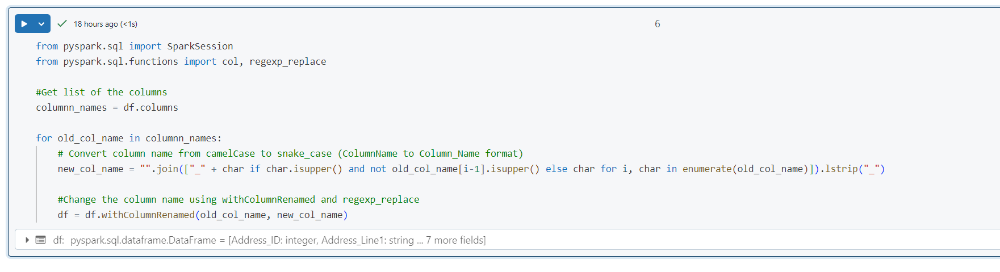 18 hours ago (<1s)
6
from pyspark.sql import SparkSession
from pyspark.sql.functions import col, regexp_replace
#Get list of the columns
columnn_names = df.columns
for old_col_name in columnn_names:
# Convert column name from camelCase to snake_case (ColumnName to Column_Name format)
new_col_name = "".join(["_" + char if char.isupper() and not old_col_name[i-1].isupper() else char for i, char in enumerate(old_col_name)]).lstrip("_")
#Change the column name using withColumnRenamed and regexp_replace
df = df.withColumnRenamed(old_col_name, new_col_name)
df: pyspark.sql.dataframe.DataFrame = [Address_ID: integer, Address_Line1: string ... 7 more fields]